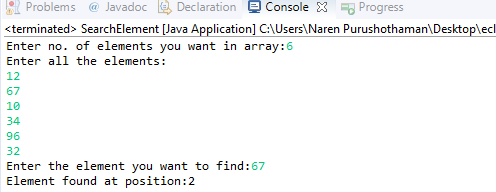 Problems @ Javadoc Declaration Console Progress
<terminated> SearchElement [Java Application] C:\Users\Naren Purushothaman\Desktop\ecl
Enter no. of elements you want in array:6
Enter all the elements:
12
67
10
34
96
32
Enter the element you want to find:67
Element found at position:2